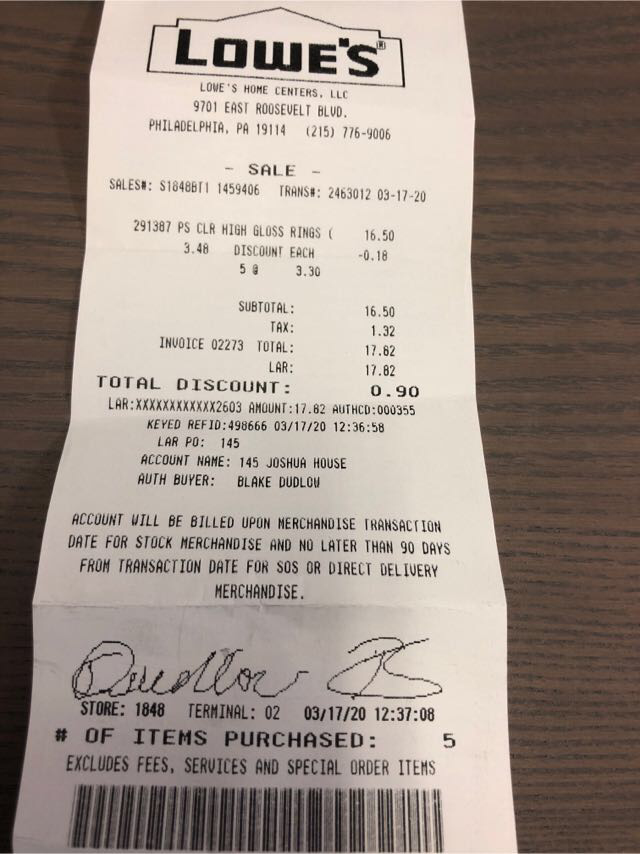 LOWE'S®
LOWE'S HOME CENTERS, LLC
9701 EAST ROOSEVELT BLVD.
PHILADELPHIA, PA 19114 (215) 776-9006
- SALE -
SALES#: S1848BT1 1459406 TRANS#: 2463012 03-17-20
291387 PS CLR HIGH GLOSS RINGS ( 16.50
3.48 DISCOUNT EACH -0.18
5 @ 3.30
SUBTOTAL: 16.50
TAX: 1.32
INVOICE 02273 TOTAL: 17.82
LAR: 17.82
TOTAL DISCOUNT: 0.90
LAR:XXXXXXXXXXXX2603 AMOUNT:17.82 AUTHCD:000355
KEYED REFID:498666 03/17/20 12:36:58
LAR PO: 145
ACCOUNT NAME: 145 JOSHUA HOUSE
AUTH BUYER: BLAKE DUDLOW
ACCOUNT WILL BE BILLED UPON MERCHANDISE TRANSACTION
DATE FOR STOCK MERCHANDISE AND NO LATER THAN 90 DAYS
FROM TRANSACTION DATE FOR SOS OR DIRECT DELIVERY
MERCHANDISE.
STORE: 1848 TERMINAL: 02 03/17/20 12:37:08
# OF ITEMS PURCHASED: 5
EXCLUDES FEES, SERVICES AND SPECIAL ORDER ITEMS